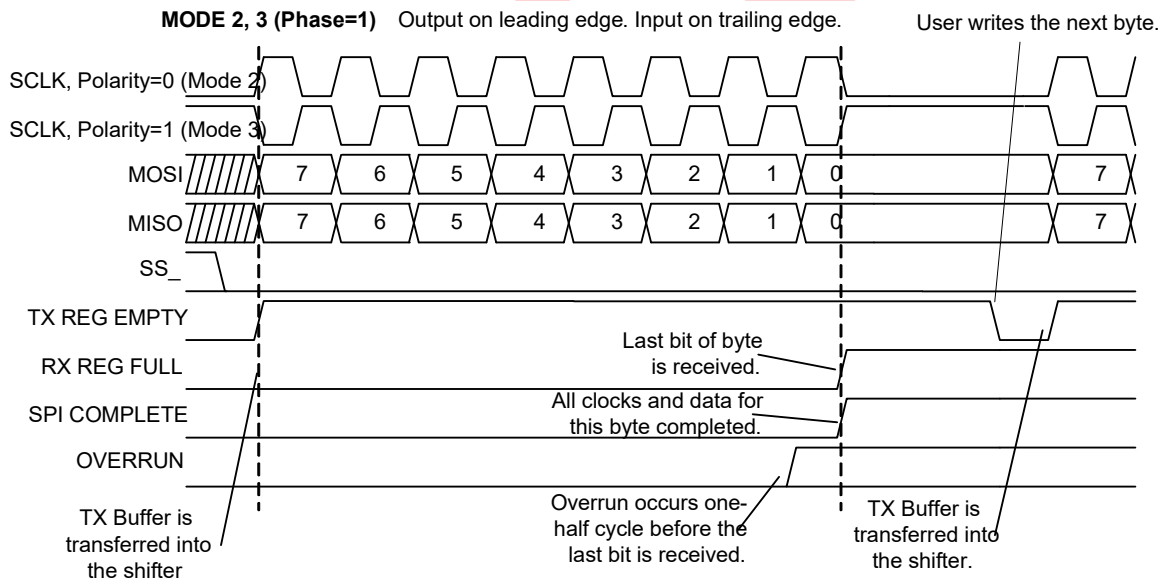 MODE 2, 3 (Phase=1) Output on leading edge. Input on trailing edge.
User writes the next byte.
SCLK, Polarity=0 (Mode 2)
SCLK, Polarity=1 (Mode 3)
MOSI 7 6 5 4 3 2 1 0 7
MISO 7 6 5 4 3 2 1 0 7
SS_
TX REG EMPTY
Last bit of byte
is received.
RX REG FULL
All clocks and data for
this byte completed.
SPI COMPLETE
OVERRUN
TX Buffer is
transferred into
the shifter
Overrun occurs one-
half cycle before the
last bit is received.
TX Buffer is
transferred into
the shifter.